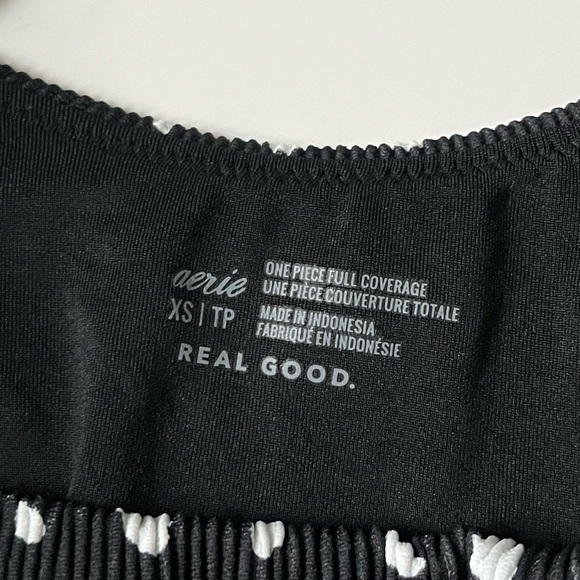 aerie
XS | TP
ONE PIECE FULL COVERAGE
UNE PIÈCE COUVERTURE TOTALE
MADE IN INDONESIA
FABRIQUÉ EN INDONÉSIE
REAL GOOD.